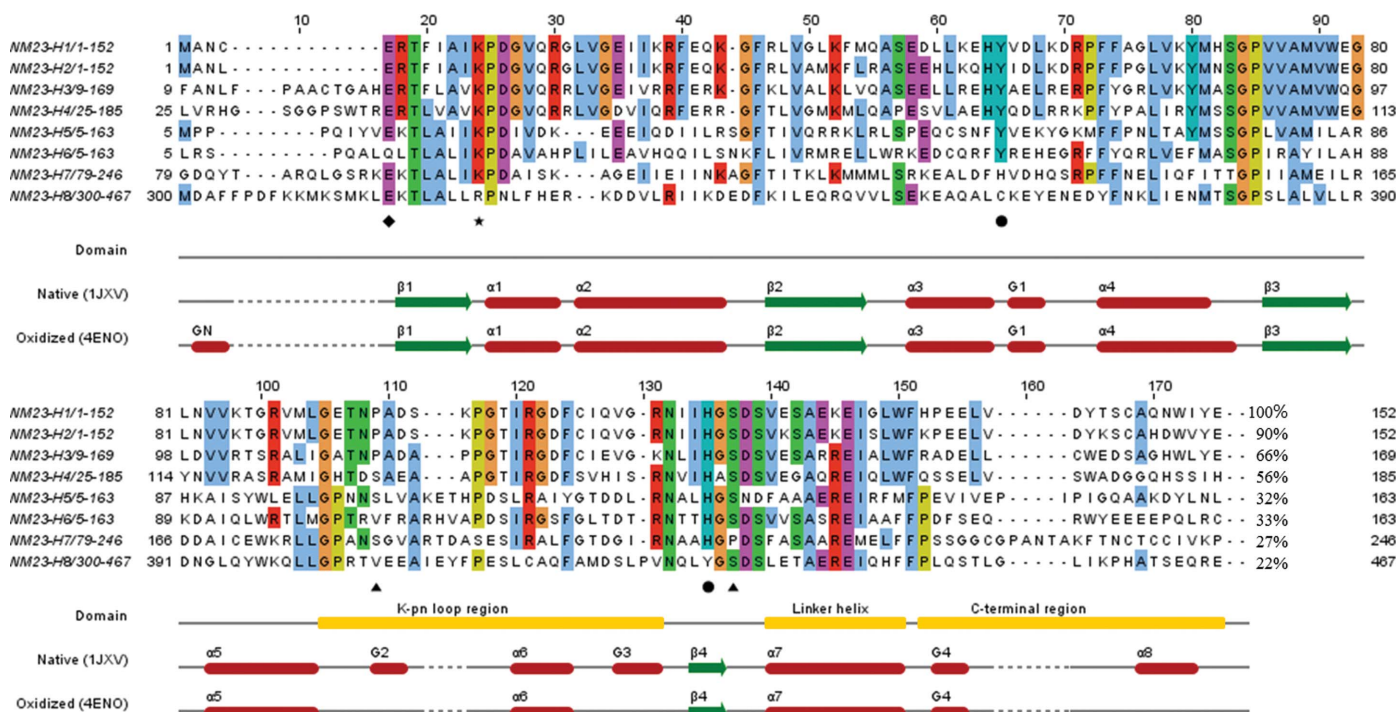 10 20 30 40 50 60 70 80 90
NM23-H1/1-152 1 MANC------------ERTFIAIKPDGVQRGLVGEIIKRFEQK-GFRLVGLKFMQASEDLLKEHYVDLKDRPFFAGLVKYMHSGPVVAMVWEG 80
NM23-H2/1-152 1 MANL------------ERTFIAIKPDGVQRGLVGEIIKRFEQK-GFRLVAMKFLRASEEHLKQHYIDLKDRPFFPGLVKYMNSGPVVAMVWEG 80
NM23-H3/9-169 9 FANLF---PAACTGAHERTFLAVKPDGVQRRLVGEIVRRFERK-GFKLVALKLVQASEELLREHYAELRERPFYGRLVKYMASGPVVAMVWQG 97
NM23-H4/25-185 25 LVRHG---SGGPSWTRERTLVAVKPDGVQRRLVGDVIQRFERR-GFTLVGMKMLQAPESVLAEHYQDLRRKPFYPALIRYMSSGPVVAMVWEG 113
NM23-H5/5-163 5 MPP--------PQIYVEKTLAIIKPDIVDK---EEEIQDIILRSGFTIVQRRKLRLSPEQCSNFYVEKYGKMFFPNLTAYMSSGPLVAMILAR 86
NM23-H6/5-163 5 LRS---------PQALQLTLALIKPDAVAHPLILEAVHQQILSNKFLIVRMRELLWRKEDCQRFYREHEGRFFYQRLVEFMASGPIRAYILAH 88
NM23-H7/79-246 79 GDQYT---ARQLGSRKEKTLALIKPDAISK---AGEIIEIINKAGFTITKLKMMMLSRKEALDFHVDHQSRPFFNELIQFITTGPIIAMEILR 165
NM23-H8/300-467 300 MDAFFPDFKKMKSMKLEKTLALLRPNLFHER--KDDVLRIIKDEDFKILEQRQVVLSKEKAQALCKEYENEDYFNKLIENMTSGPSLALVLLR 390
Domain
Native (1JXV) β1 α1 α2 β2 α3 G1 α4 β3
Oxidized (4ENO) GN β1 α1 α2 β2 α3 G1 α4 β3
100 110 120 130 140 150 160 170
NM23-H1/1-152 81 LNVVKTGRVMLGETNPADS---KPGTIRGDFCIQVG-RNIIHGSDSVESAEKEIGLWFHPEELV------DYTSCAQNWIYE-- 100% 152
NM23-H2/1-152 81 LNVVKTGRVMLGETNPADS---KPGTIRGDFCIQVG-RNIIHGSDSVKSAEKEISLWFKPEELV------DYKSCAHDWVYE-- 90% 152
NM23-H3/9-169 98 LDVVRTSRALIGATNPADA---PPGTIRGDFCIEVG-KNLIHGSDSVESARREIALWFRADELL------CWEDSAGHWLYE-- 66% 169
NM23-H4/25-185 114 YNVVRASRAMIGHTDSAEA---APGTIRGDFSVHIS-RNVIHASDSVEGAQREIQLWFQSSELV------SWADGGQHSSIH-- 56% 185
NM23-H5/5-163 87 HKAISYWLELLGPNNSLVAKETHPDSLRAIYGTDDL-RNALHGSNDFAAAEREIRFMFPEVIVEP-----IPIGQAAKDYLNL- 32% 163
NM23-H6/5-163 89 KDAIQLWRTLMGPTRVFRARHVAPDSIRGSFGLTDT-RNTTHGSDSVVSASREIAAFFPDFSEQ------RWYEEEEPQLRC-- 33% 163
NM23-H7/79-246 166 DDAICEWKRLLGPANSGVARTDASESIRALFGTDGI-RNAAHGPDSFASAAREMELFFPSSGGCGPANTAKFTNCTCCIVKP-- 27% 246
NM23-H8/300-467 391 DNGLQYWKQLLGPRTVEEAIEYFPESLCAQFAMDSLPVNQLYGSDSLETAEREIQHFFPLQSTLG-----LIKPHATSEQRE-- 22% 467
Domain K-pn loop region Linker helix C-terminal region
Native (1JXV) α5 G2 α6 G3 β4 α7 G4 α8
Oxidized (4ENO) α5 α6 β4 α7 G4